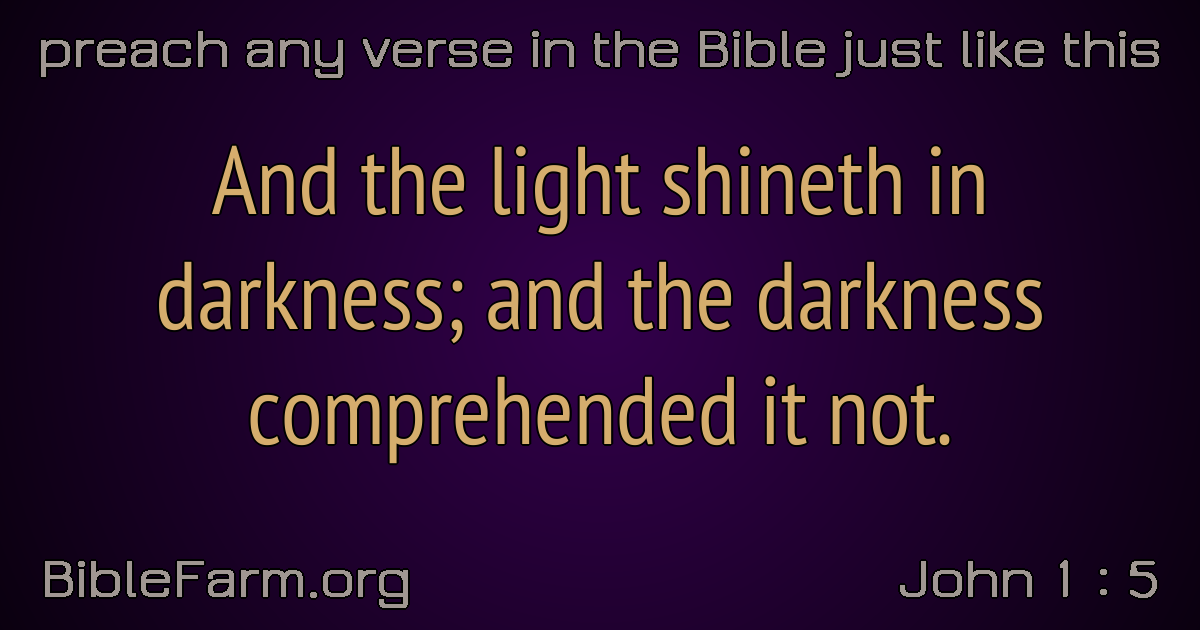 preach any verse in the Bible just like this
And the light shineth in
darkness; and the darkness
comprehended it not.
BibleFarm.org
John 1 : 5